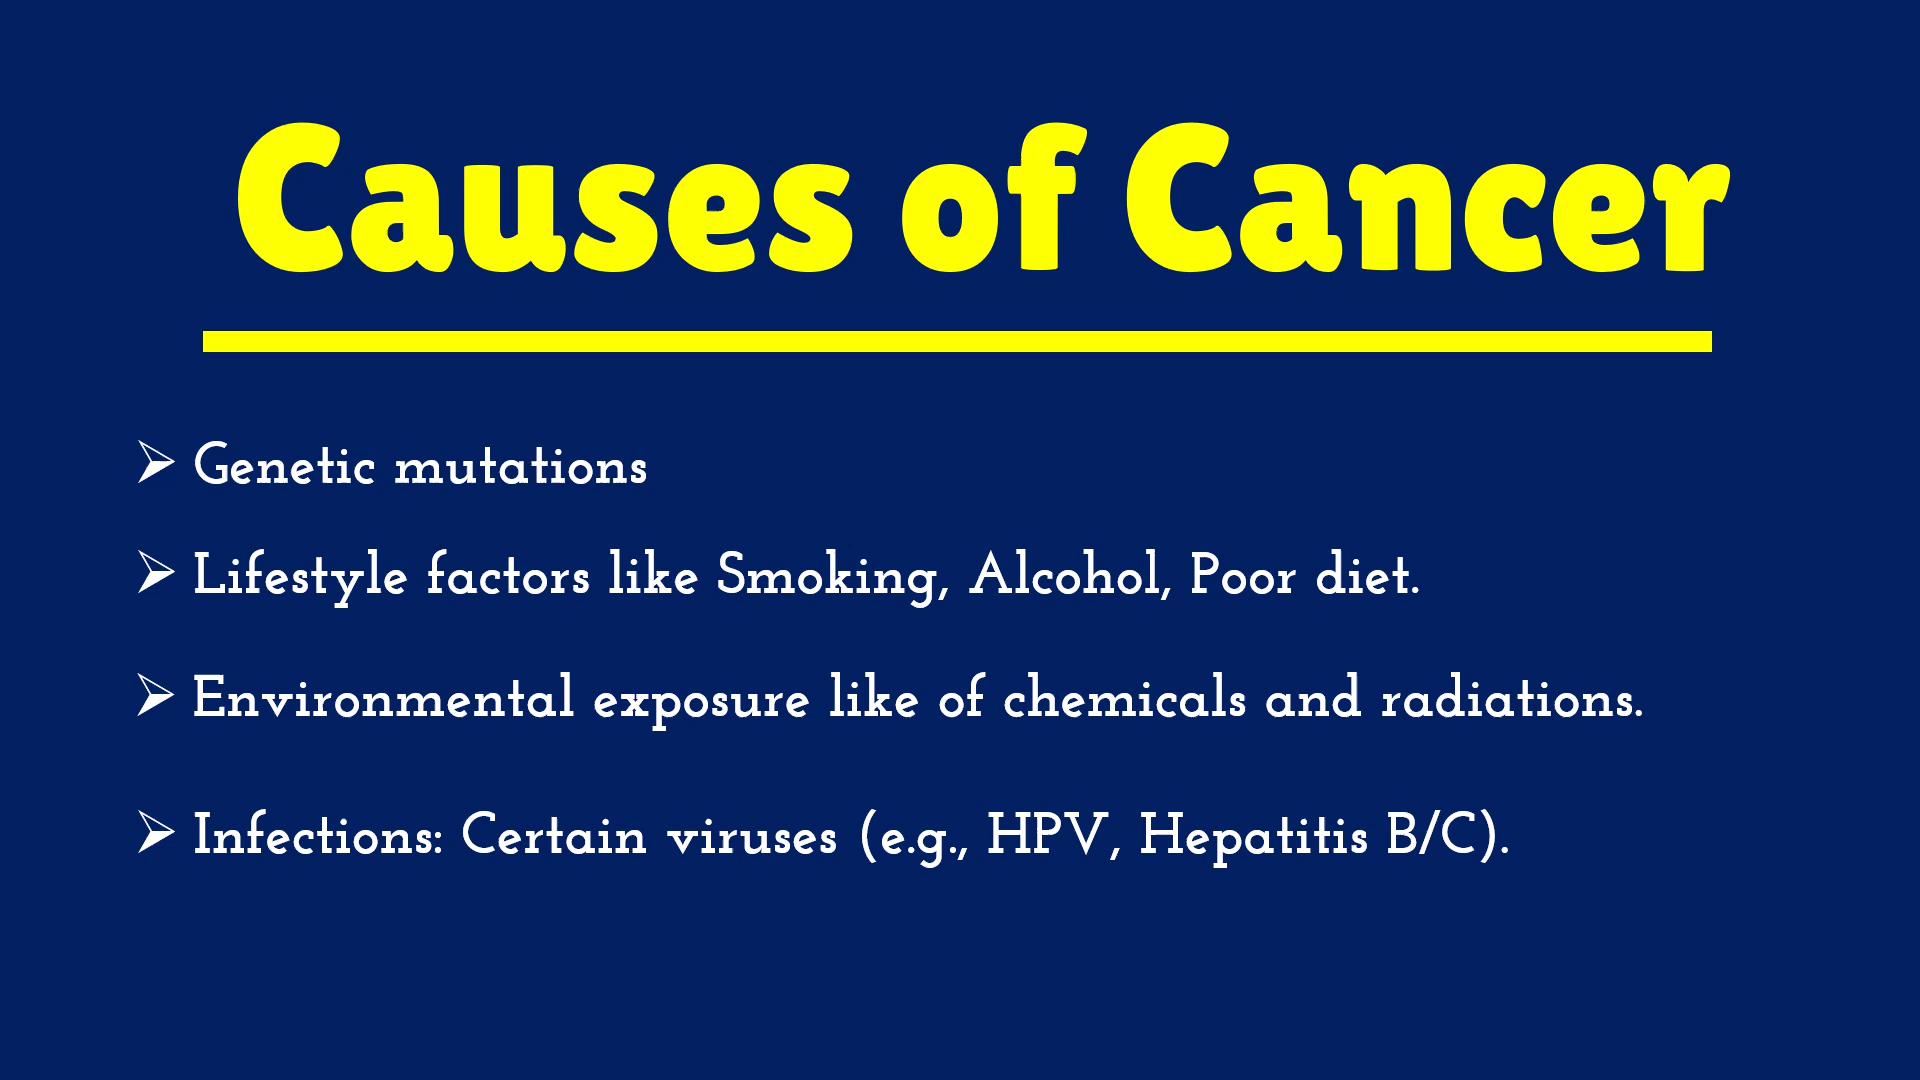 Causes of Cancer
➢ Genetic mutations
➢ Lifestyle factors like Smoking, Alcohol, Poor diet.
➢ Environmental exposure like of chemicals and radiations.
➢ Infections: Certain viruses (e.g., HPV, Hepatitis B/C).